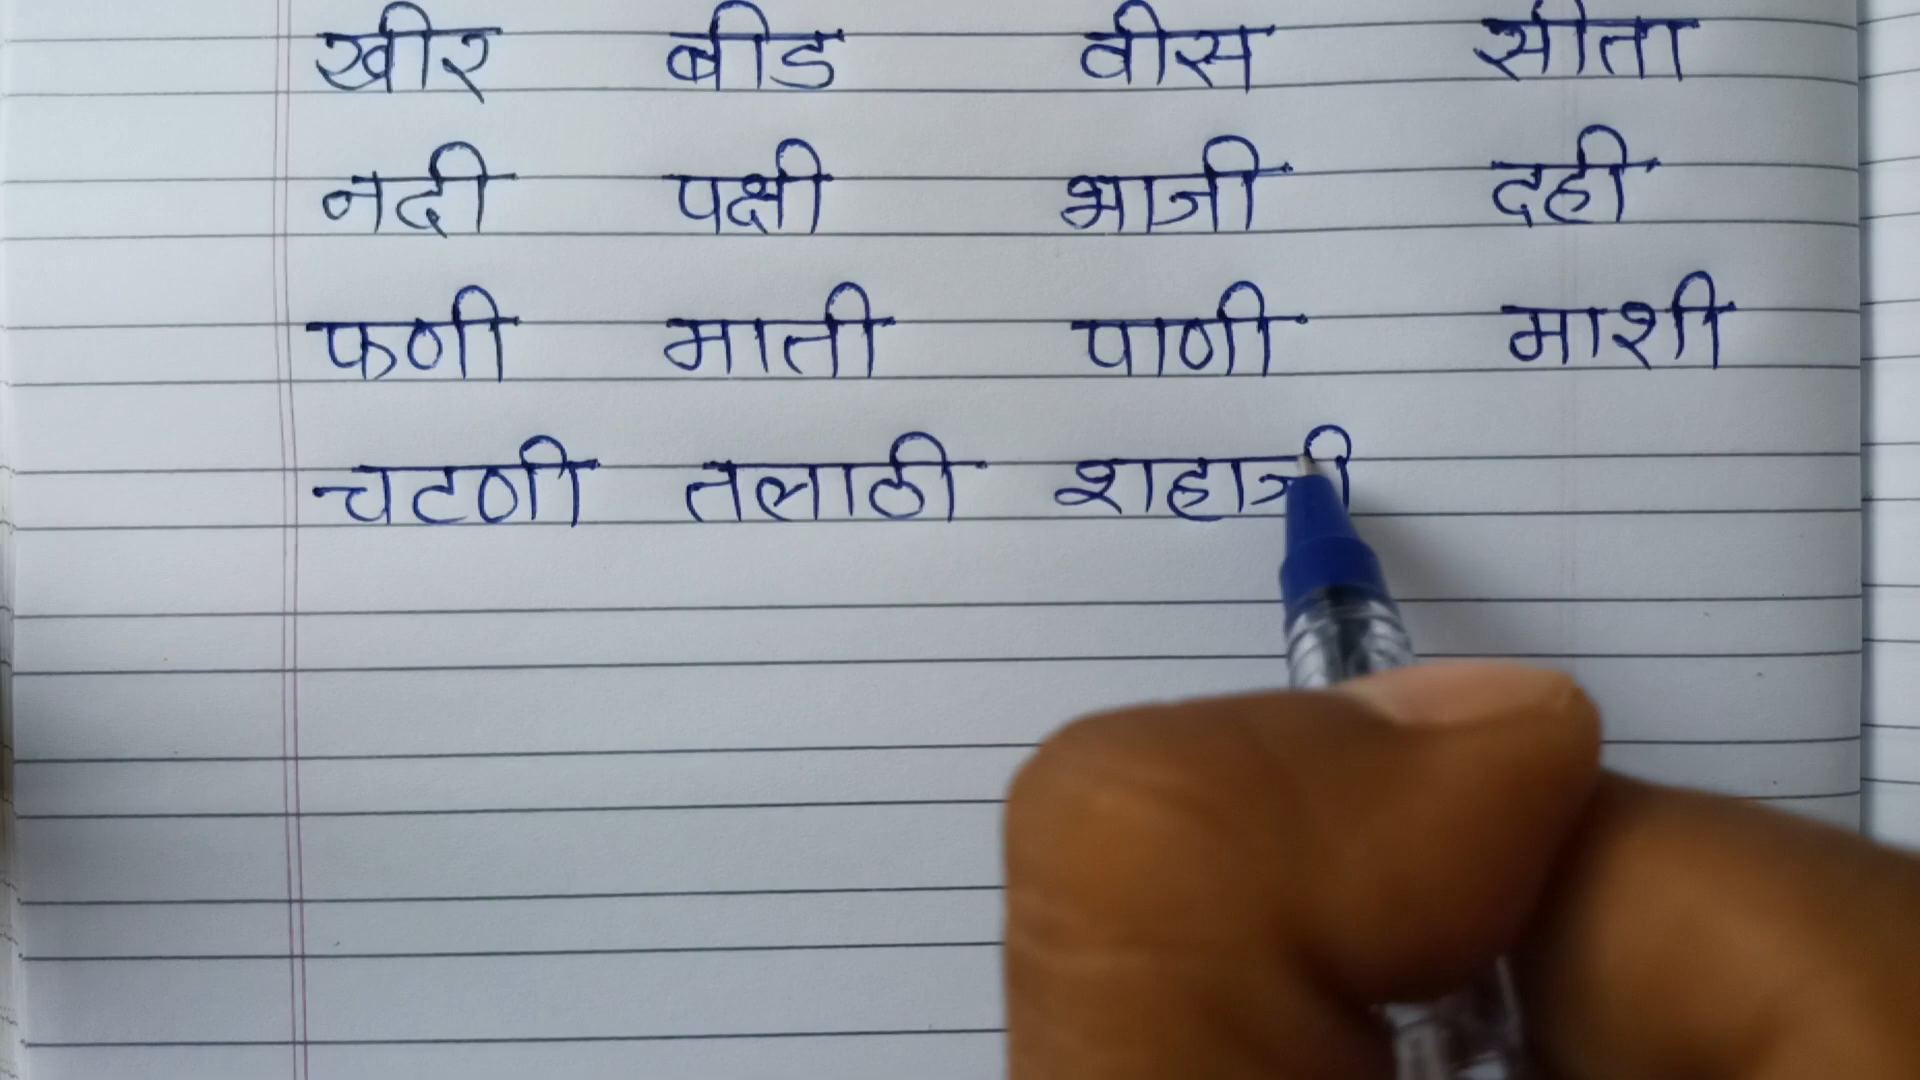 खीर बीड वीस सीता
नदी पक्षी भाजी दही
फणी माती पाणी माशी
चटणी तलाठी